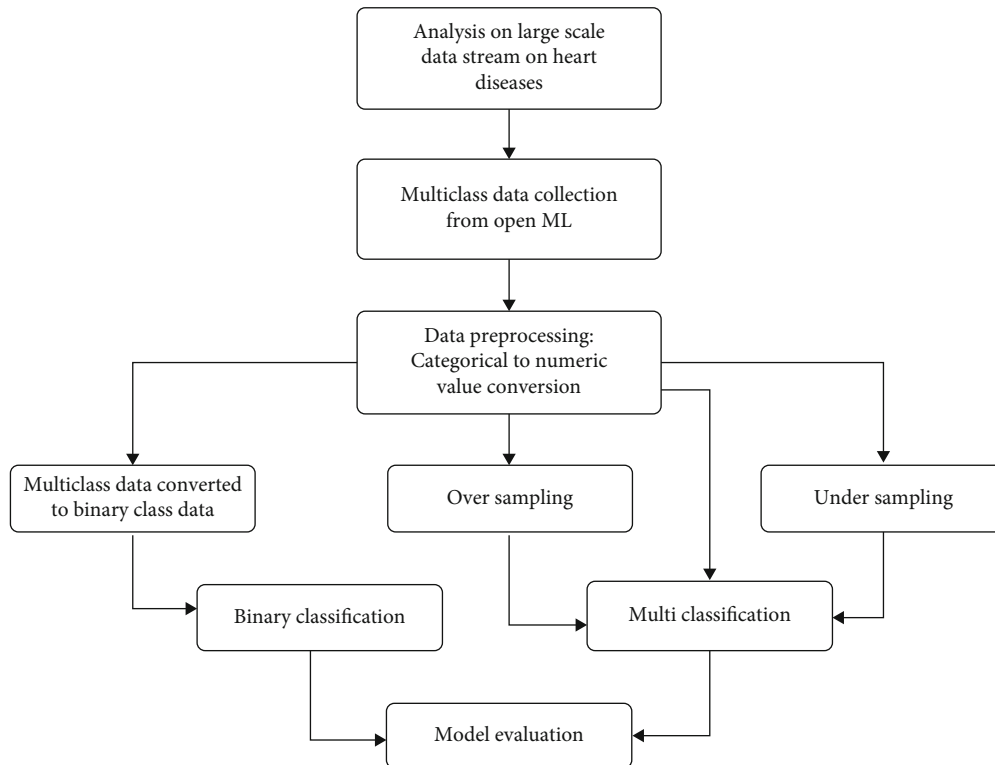 Analysis on large scale
data stream on heart
diseases
Multiclass data collection
from open ML
Data preprocessing:
Categorical to numeric
value conversion
Multiclass data converted
to binary class data
Over sampling
Under sampling
Binary classification
Multi classification
Model evaluation